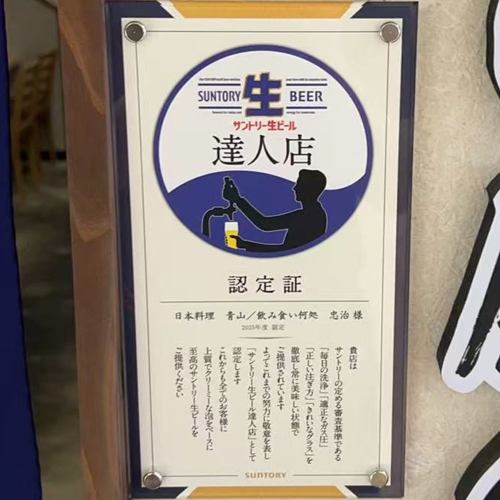 SUNTORY 生 BEER
サントリー生ビール
達人店
認定証
日本料理 青山／飲み食い何処 忠治 様
2025年度 認定
貴店は
サントリーの定める審査基準である
「毎日の洗浄」「適正なガス圧」
「正しい注ぎ方」「きれいなグラス」を
徹底し常に美味しい状態で
ご提供されています
よってこれまでの努力に敬意を表し
「サントリー生ビール達人店」として
認定します
これからも全てのお客様に
上質でクリーミーな泡をベースに
至高のサントリー生ビールを
ご提供ください
SUNTORY